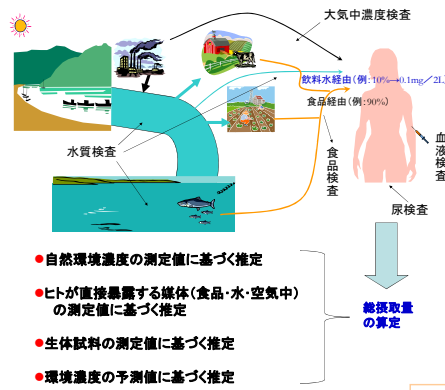 大気中濃度検査
飲料水経由(例:10%→0.1mg/2L)
食品経由(例:90%)
水質検査
食品検査
血液検査
尿検査
●自然環境濃度の測定値に基づく推定
●ヒトが直接暴露する媒体(食品・水・空気中)
の測定値に基づく推定
●生体試料の測定値に基づく推定
●環境濃度の予測値に基づく推定
総摂取量
の算定